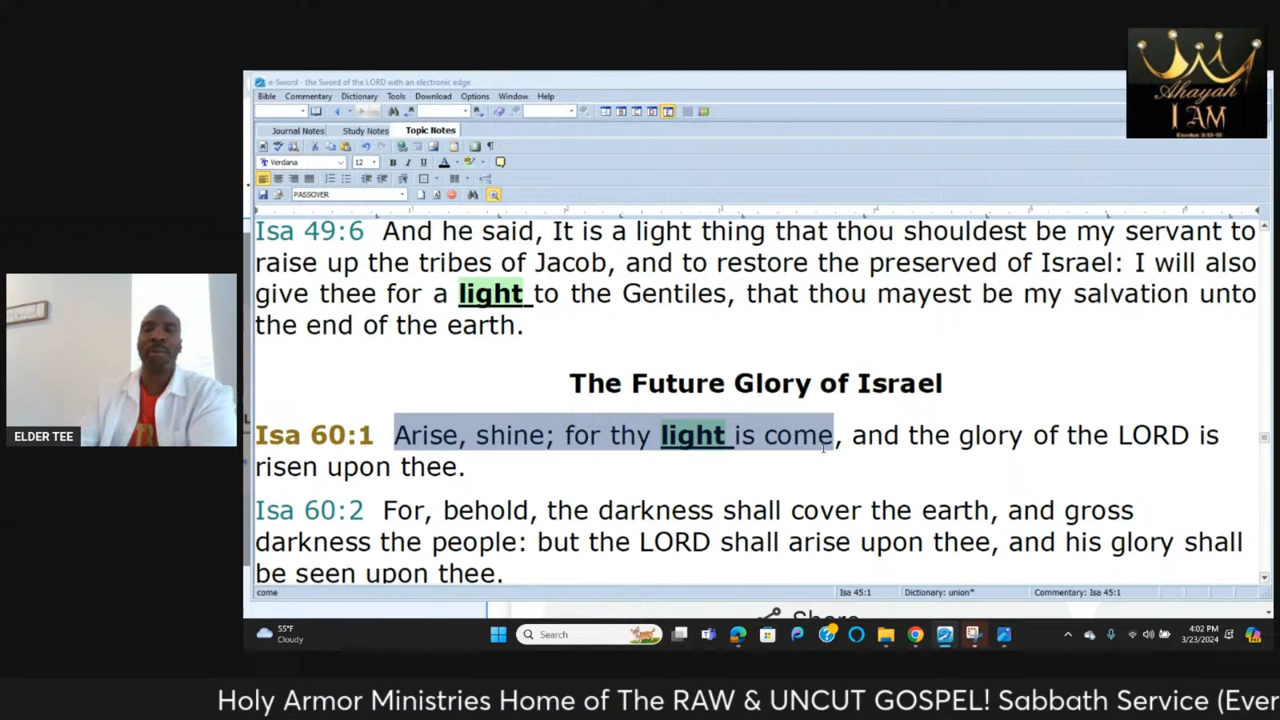 Ahayah
I AM
Exodus 3:13-15
e-Sword - the Sword of the LORD with an electronic edge
Bible Commentary Dictionary Tools Download Options Window Help
Journal Notes Study Notes Topic Notes
Verdana 12 B I U A
PASSOVER
Isa 49:6 And he said, It is a light thing that thou shouldest be my servant to
raise up the tribes of Jacob, and to restore the preserved of Israel: I will also
give thee for a light to the Gentiles, that thou mayest be my salvation unto
the end of the earth.
The Future Glory of Israel
Isa 60:1 Arise, shine; for thy light is come, and the glory of the LORD is
risen upon thee.
Isa 60:2 For, behold, the darkness shall cover the earth, and gross
darkness the people: but the LORD shall arise upon thee, and his glory shall
be seen upon thee.
ELDER TEE
come Isa 45:1 Dictionary: union* Commentary: Isa 45:1
Share
55°F
Cloudy
Search
4:02 PM
3/23/2024
Holy Armor Ministries Home of The RAW & UNCUT GOSPEL! Sabbath Service (Ever